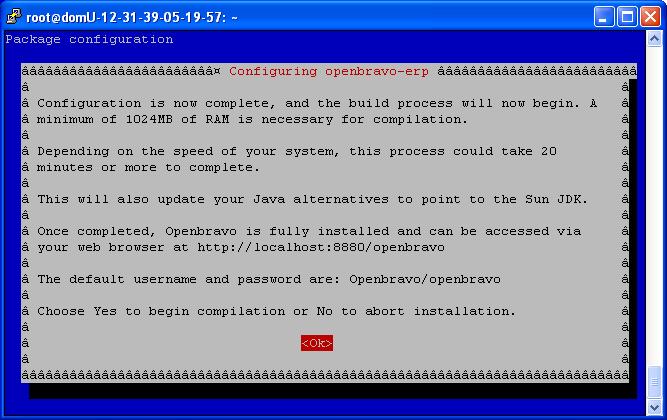 root@domU-12-31-39-05-19-57: ~
Package configuration
âââââââââââââââââââââââââ¤ Configuring openbravo-erp ââââââââââââââââââââââââââ
â â
â Configuration is now complete, and the build process will now begin. A â
â minimum of 1024MB of RAM is necessary for compilation. â
â â
â Depending on the speed of your system, this process could take 20 â
â minutes or more to complete. â
â â
â This will also update your Java alternatives to point to the Sun JDK. â
â â
â Once completed, Openbravo is fully installed and can be accessed via â
â your web browser at http://localhost:8880/openbravo â
â â
â The default username and password are: Openbravo/openbravo â
â â
â Choose Yes to begin compilation or No to abort installation. â
â â
â <Ok> â
â â
âââââââââââââââââââââââââââââââââââââââââââââââââââââââââââââââââââââââââââââ